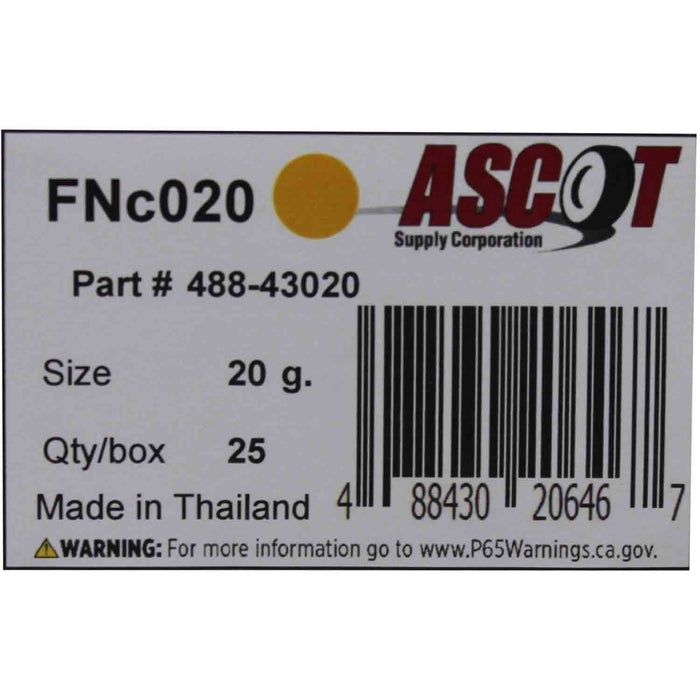 FNc020
ASCOT
Supply Corporation
Part # 488-43020
Size 20 g.
Qty/box 25
Made in Thailand
4 88430 20646 7
⚠WARNING: For more information go to www.P65Warnings.ca.gov.